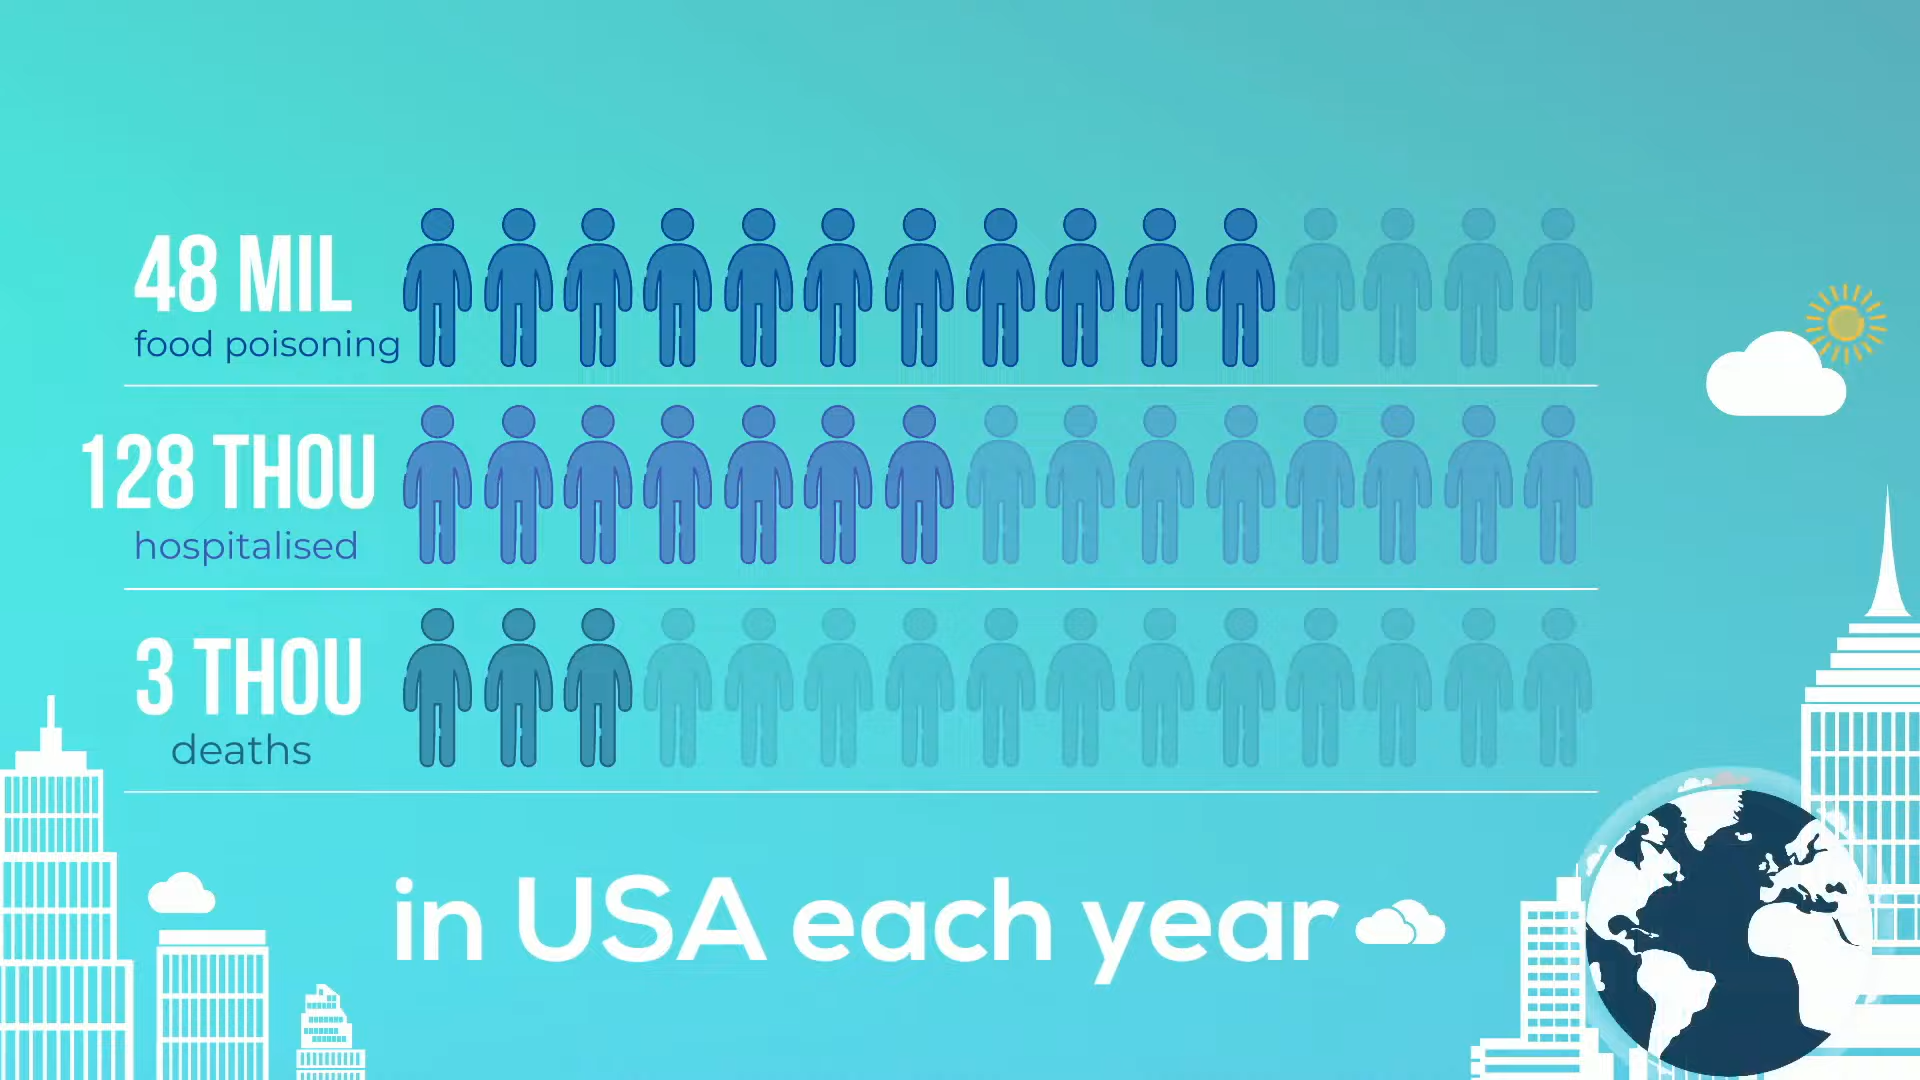 48 MIL
food poisoning
128 THOU
hospitalised
3 THOU
deaths
in USA each year